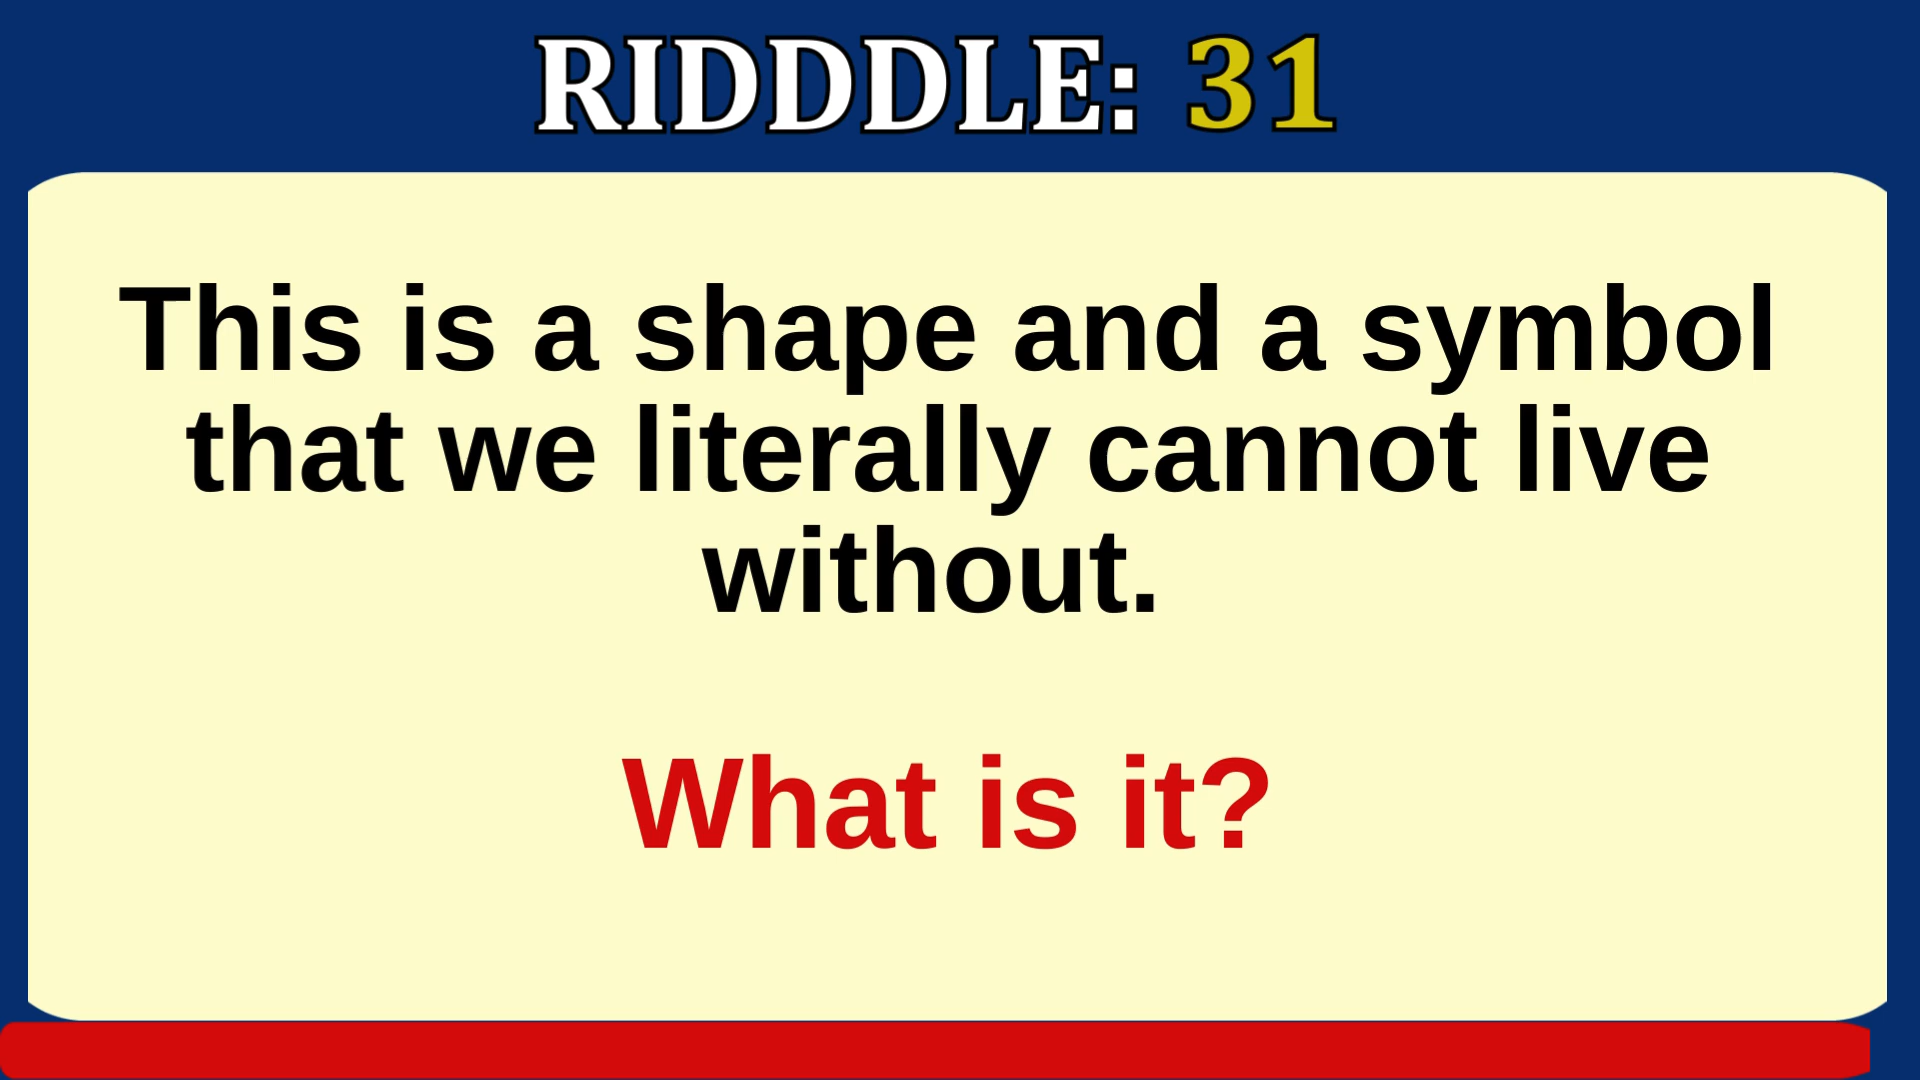 RIDDDLE: 31
This is a shape and a symbol
that we literally cannot live
without.
What is it?